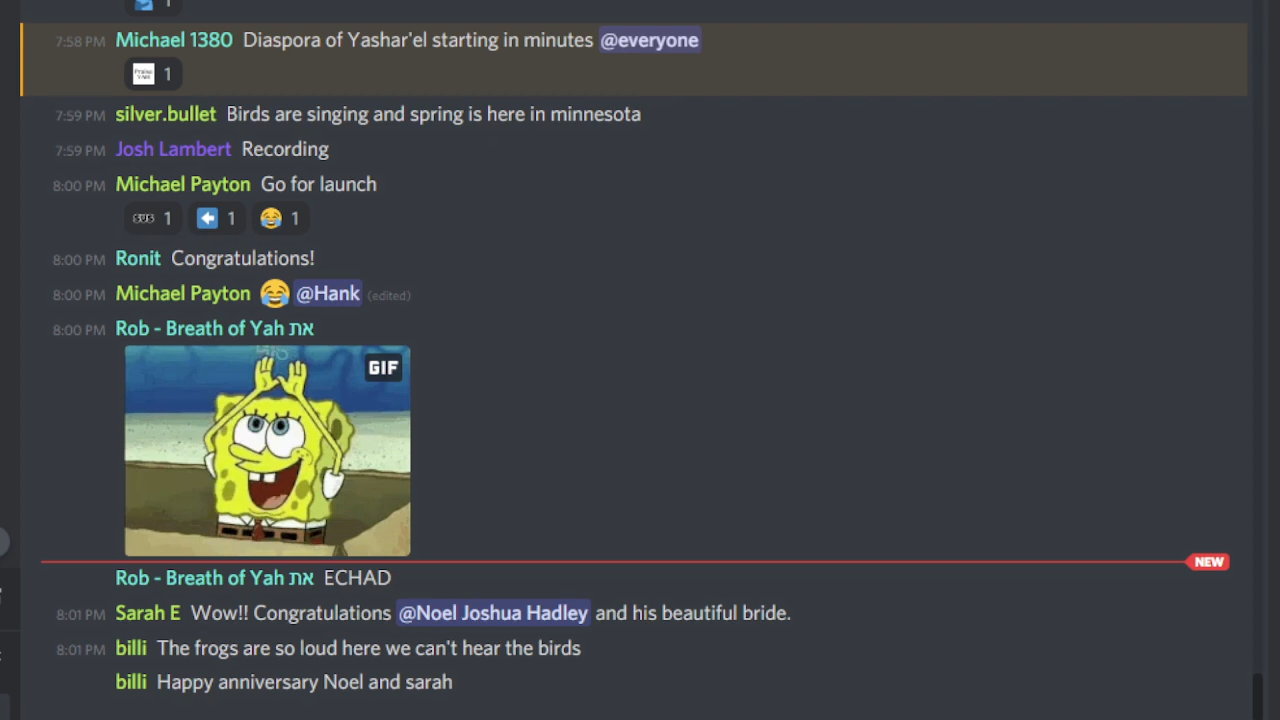 1
7:58 PM Michael 1380 Diaspora of Yashar'el starting in minutes @everyone
1
7:59 PM silver.bullet Birds are singing and spring is here in minnesota
7:59 PM Josh Lambert Recording
8:00 PM Michael Payton Go for launch
SUS 1 1 1
8:00 PM Ronit Congratulations!
8:00 PM Michael Payton @Hank (edited)
8:00 PM Rob - Breath of Yah את
GIF
NEW
Rob - Breath of Yah את ECHAD
8:01 PM Sarah E Wow!! Congratulations @Noel Joshua Hadley and his beautiful bride.
8:01 PM billi The frogs are so loud here we can't hear the birds
billi Happy anniversary Noel and sarah